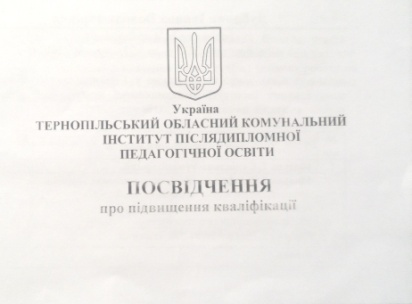 Україна
ТЕРНОПІЛЬСЬКИЙ ОБЛАСНИЙ КОМУНАЛЬНИЙ
ІНСТИТУТ ПІСЛЯДИПЛОМНОЇ
ПЕДАГОГІЧНОЇ ОСВІТИ
ПОСВІДЧЕННЯ
про підвищення кваліфікації